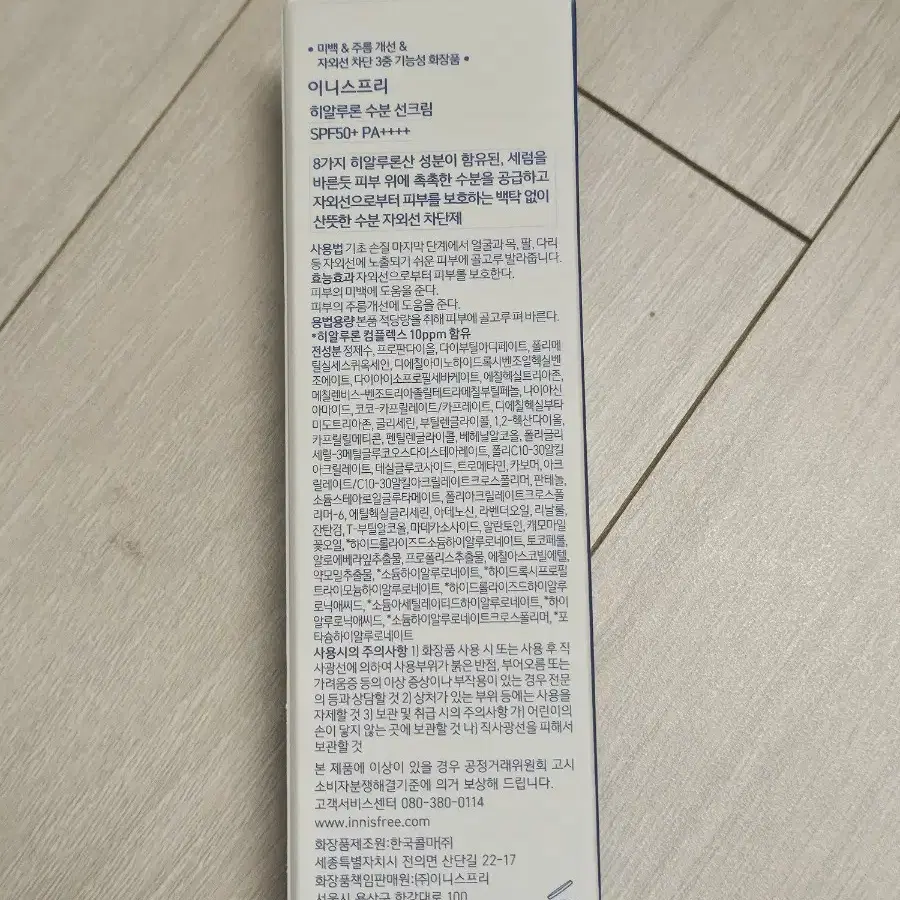 • 미백 & 주름 개선 &
자외선 차단 3중 기능성 화장품 •
이니스프리
히알루론 수분 선크림
SPF50+ PA++++
8가지 히알루론산 성분이 함유된, 세럼을
바른듯 피부 위에 촉촉한 수분을 공급하고
자외선으로부터 피부를 보호하는 백탁 없이
산뜻한 수분 자외선 차단제
사용법 기초 손질 마지막 단계에서 얼굴과 목, 팔, 다리
등 자외선에 노출되기 쉬운 피부에 골고루 발라줍니다.
효능효과 자외선으로부터 피부를 보호한다.
피부의 미백에 도움을 준다.
피부의 주름개선에 도움을 준다.
용법용량 본품 적당량을 취해 피부에 골고루 펴 바른다.
*히알루론 컴플렉스 10ppm 함유
전성분 정제수, 프로판다이올, 다이부틸아디페이트, 폴리메
틸실세스퀴옥세인, 디에칠아미노하이드록시벤조일헥실벤
조에이트, 다이아이소프로필세바케이트, 에칠헥실트리아존,
메칠렌비스-벤조트리아졸릴테트라메칠부틸페놀, 나이아신
아마이드, 코코-카프릴레이트/카프레이트, 디에칠헥실부타
미도트리아존, 글리세린, 부틸렌글라이콜, 1,2-헥산다이올,
카프릴릴메티콘, 펜틸렌글라이콜, 베헤닐알코올, 폴리글리
세릴-3메틸글루코오스다이스테아레이트, 폴리C10-30알킬
아크릴레이트, 데실글루코사이드, 트로메타민, 카보머, 아크
릴레이트/C10-30알킬아크릴레이트크로스폴리머, 판테놀,
소듐스테아로일글루타메이트, 폴리아크릴레이트크로스폴
리머-6, 에틸헥실글리세린, 아데노신, 라벤더오일, 리날룰,
잔탄검, T-부틸알코올, 마데카소사이드, 알란토인, 캐모마일
꽃오일, *하이드롤라이즈드소듐하이알루로네이트, 토코페롤,
알로에베라잎추출물, 프로폴리스추출물, 에칠아스코빌에텔,
약모밀추출물, *소듐하이알루로네이트, *하이드록시프로필
트라이모늄하이알루로네이트, *하이드롤라이즈드하이알루
로닉애씨드, *소듐아세틸레이티드하이알루로네이트, *하이
알루로닉애씨드, *소듐하이알루로네이트크로스폴리머, *포
타슘하이알루로네이트
사용시의 주의사항 1) 화장품 사용 시 또는 사용 후 직
사광선에 의하여 사용부위가 붉은 반점, 부어오름 또는
가려움증 등의 이상 증상이나 부작용이 있는 경우 전문
의 등과 상담할 것 2) 상처가 있는 부위 등에는 사용을
자제할 것 3) 보관 및 취급 시의 주의사항 가) 어린이의
손이 닿지 않는 곳에 보관할 것 나) 직사광선을 피해서
보관할 것
본 제품에 이상이 있을 경우 공정거래위원회 고시
소비자분쟁해결기준에 의거 보상해 드립니다.
고객서비스센터 080-380-0114
www.innisfree.com
화장품제조원:한국콜마㈜
세종특별자치시 전의면 산단길 22-17
화장품책임판매원:㈜이니스프리
서울시 용산구 한강대로 100